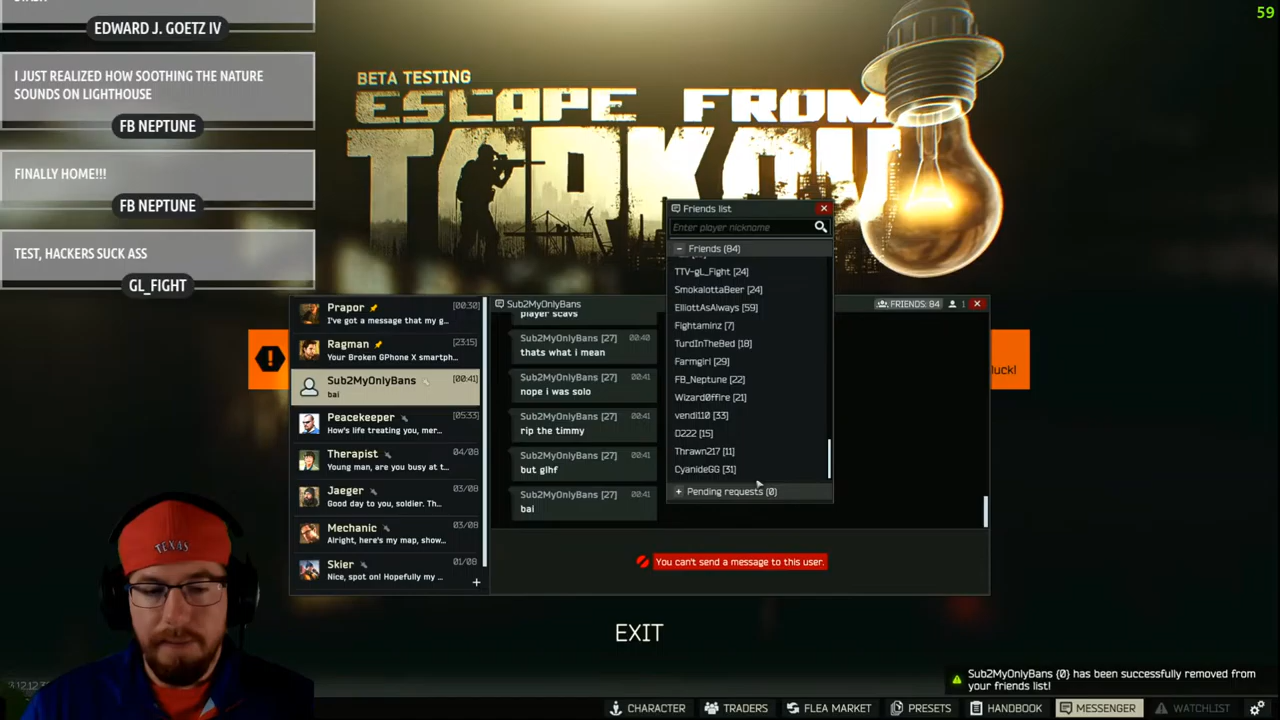 EDWARD J. GOETZ IV
I JUST REALIZED HOW SOOTHING THE NATURE
SOUNDS ON LIGHTHOUSE
FB NEPTUNE
FINALLY HOME!!!
FB NEPTUNE
TEST, HACKERS SUCK ASS
GL_FIGHT
59
BETA TESTING
ESCAPE FROM
TARKOV
Friends list
Enter player nickname
Friends (84)
TTV-gL_Fight [24]
SmokalottaBeer [24]
ElliottAsAlways [59]
Fightaminz [7]
TurdInTheBed [18]
Farmgirl [29]
FB_Neptune [22]
Wizard0ffire [21]
vendi110 [33]
D222 [15]
Thrawn217 [11]
CyanideGG [31]
Pending requests (0)
Prapor [00:30]
I've got a message that my g...
Ragman [23:15]
Your Broken GPhone X smartph...
Sub2MyOnlyBans [00:41]
bai
Peacekeeper [05:33]
How's life treating you, mer...
Therapist 04/08
Young man, are you busy at t...
Jaeger 03/08
Good day to you, soldier. Th...
Mechanic 03/08
Alright, here's my map, show...
Skier 01/08
Nice, spot on! Hopefully my ...
Sub2MyOnlyBans
FRIENDS: 84 1
player scavs
Sub2MyOnlyBans [27] 00:40
thats what i mean
Sub2MyOnlyBans [27] 00:41
nope i was solo
Sub2MyOnlyBans [27] 00:41
rip the timmy
Sub2MyOnlyBans [27] 00:41
but glhf
Sub2MyOnlyBans [27] 00:41
bai
You can't send a message to this user.
luck!
EXIT
TEXAS
Sub2MyOnlyBans (0) has been successfully removed from
your friends list!
CHARACTER TRADERS FLEA MARKET PRESETS HANDBOOK MESSENGER WATCHLIST